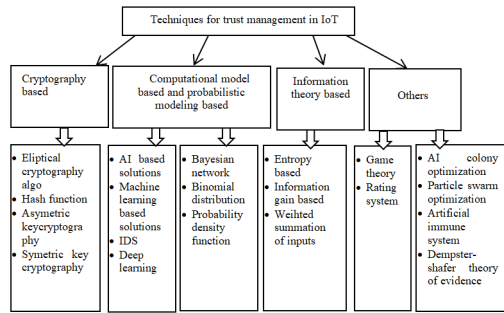 Techniques for trust management in IoT
Cryptography
based
Computational model
based and probabilistic
modeling based
Information
theory based
Others
• Eliptical
cryptography
algo
• Hash function
• Asymetric
keycryptogra
phy
• Symetric key
cryptography
• AI based
solutions
• Machine
learning
based
solutions
• IDS
• Deep
learning
• Bayesian
network
• Binomial
distribution
• Probability
density
function
• Entropy
based
• Information
gain based
• Weihted
summation
of inputs
• Game
theory
• Rating
system
• AI colony
optimization
• Particle swarm
optimization
• Artificial
immune
system
• Dempster-
shafer theory
of evidence